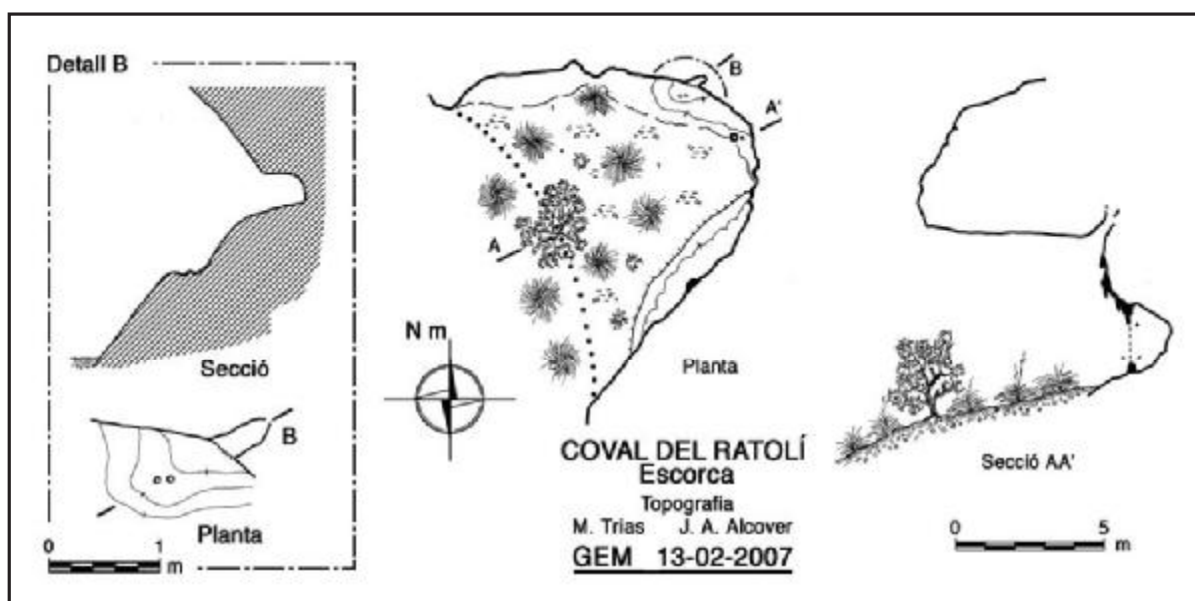 Detall B
Secció
B
Planta
0 1
m
B
A'
A
N m
Planta
COVAL DEL RATOLÍ
Escorca
Topografia
M. Trias J. A. Alcover
GEM 13-02-2007
Secció AA'
0 5
m